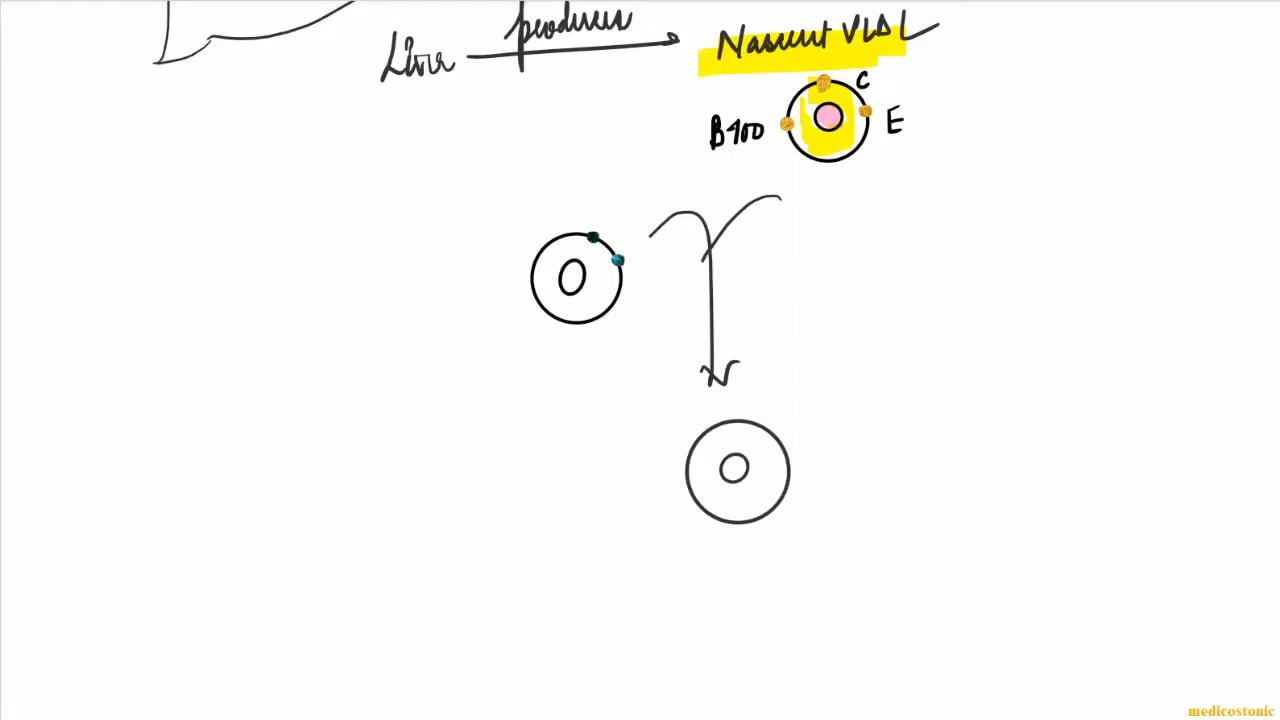 produces
Liver
Nascent VLDL
C
B100
E
medicostonic